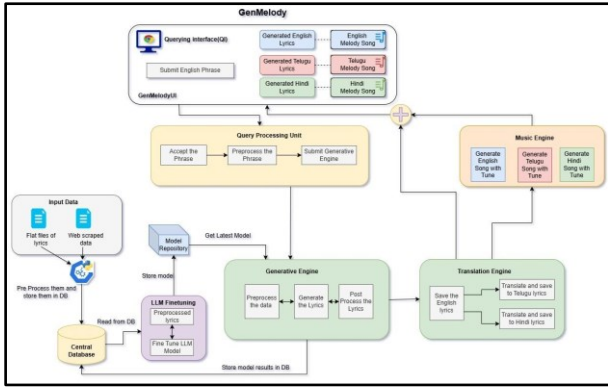 GenMelody
Querying interface(QI)
Submit English Phrase
GenMelodyUI
Generated English
Lyrics
English
Melody Song
Generated Telugu
Lyrics
Telugu
Melody Song
Generated Hindi
Lyrics
Hindi
Melody Song
Query Processing Unit
Accept the
Phrase
Preprocess the
Phrase
Submit Generative
Engine
Music Engine
Generate
English
Song with
Tune
Generate
Telugu
Song with
Tune
Generate
Hindi
Song with
Tune
Input Data
Flat files of
lyrics
Web scraped
data
Pre Process them and
store them in DB
Central
Database
Read from DB
Model
Repository
Get Latest Model
Store model
LLM Finetuning
Preprocessed
lyrics
Fine Tune LLM
Model
Generative Engine
Preprocess
the data
Generate
the Lyrics
Post
Process the
Lyrics
Store model results in DB
Translation Engine
Save the
English
lyrics
Translate and save
to Telugu lyrics
Translate and save
to Hindi lyrics